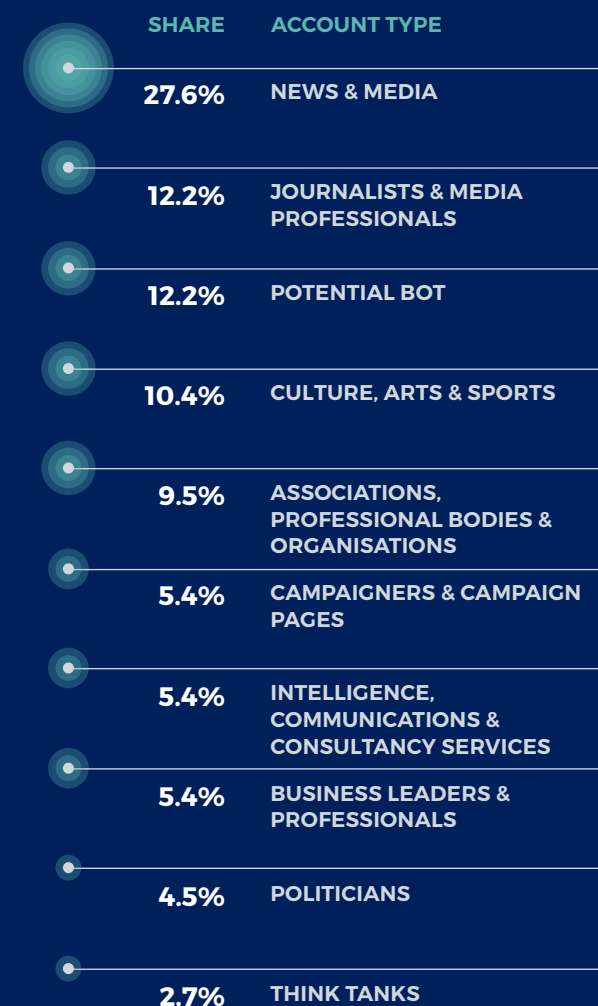 SHARE ACCOUNT TYPE
27.6% NEWS & MEDIA
12.2% JOURNALISTS & MEDIA
PROFESSIONALS
12.2% POTENTIAL BOT
10.4% CULTURE, ARTS & SPORTS
9.5% ASSOCIATIONS,
PROFESSIONAL BODIES &
ORGANISATIONS
5.4% CAMPAIGNERS & CAMPAIGN
PAGES
5.4% INTELLIGENCE,
COMMUNICATIONS &
CONSULTANCY SERVICES
5.4% BUSINESS LEADERS &
PROFESSIONALS
4.5% POLITICIANS
2.7% THINK TANKS